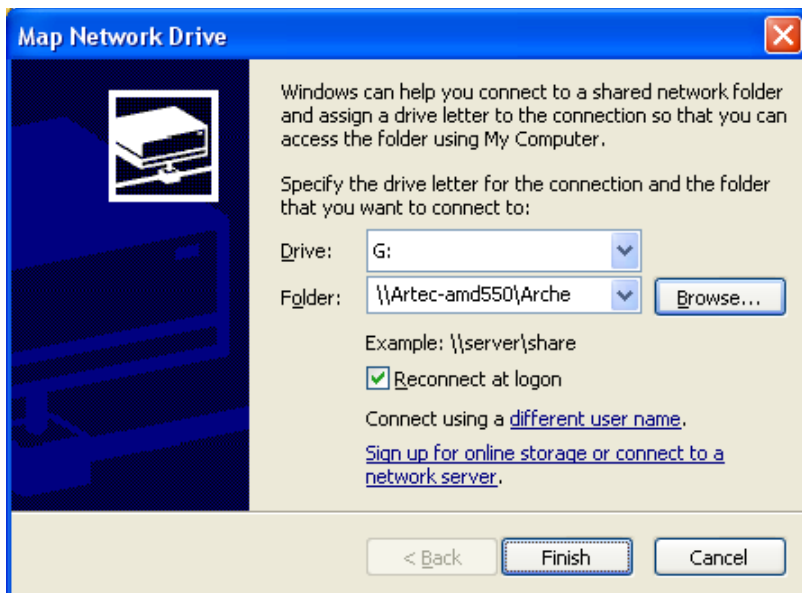 Map Network Drive
Windows can help you connect to a shared network folder
and assign a drive letter to the connection so that you can
access the folder using My Computer.
Specify the drive letter for the connection and the folder
that you want to connect to:
Drive: G:
Folder: \\Artec-amd550\Arche Browse...
Example: \\server\share
Reconnect at logon
Connect using a different user name.
Sign up for online storage or connect to a
network server.
< Back Finish Cancel